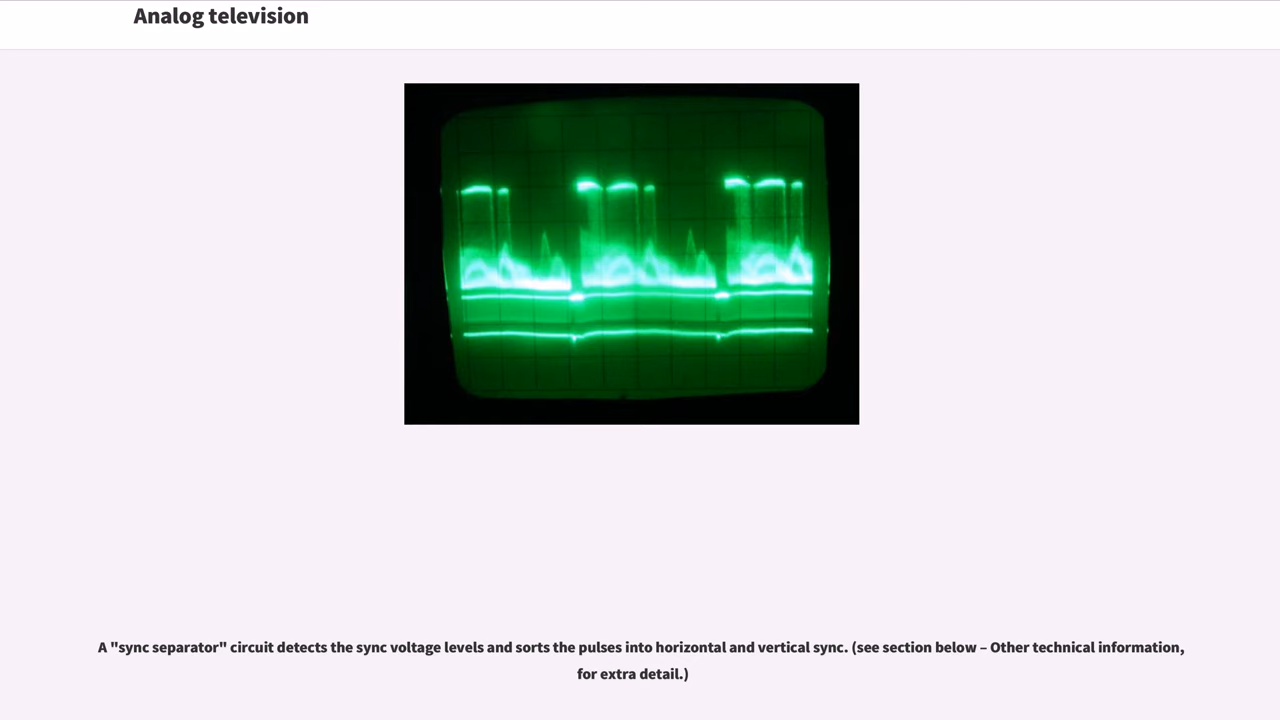 Analog television
A "sync separator" circuit detects the sync voltage levels and sorts the pulses into horizontal and vertical sync. (see section below – Other technical information,
for extra detail.)